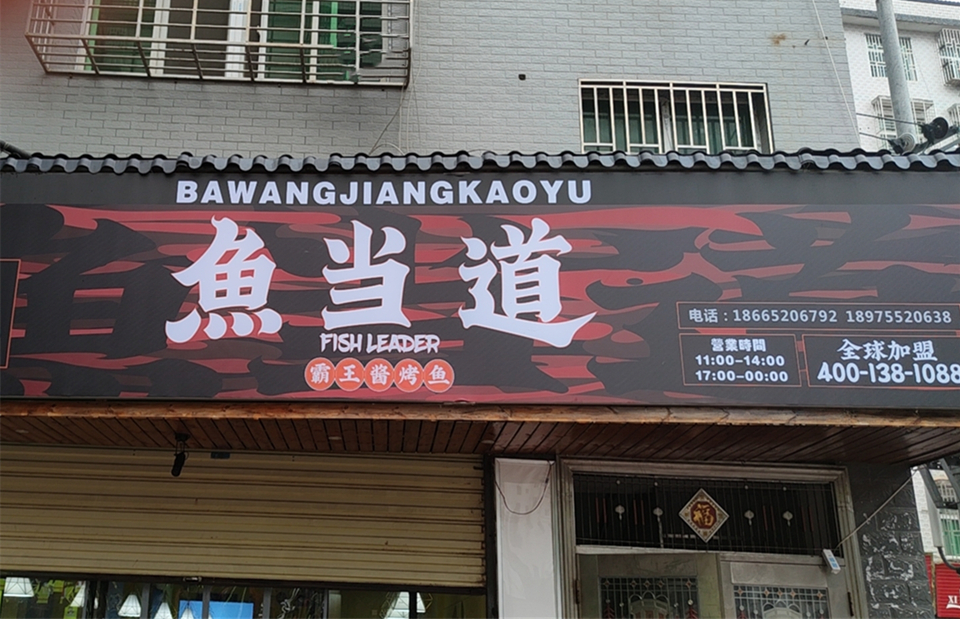 BAWANGJIANGKAOYU
魚当道
FISH LEADER
霸王酱烤鱼
电话：18665206792 18975520638
营業時間
11:00-14:00
17:00-00:00
全球加盟
400-138-1088